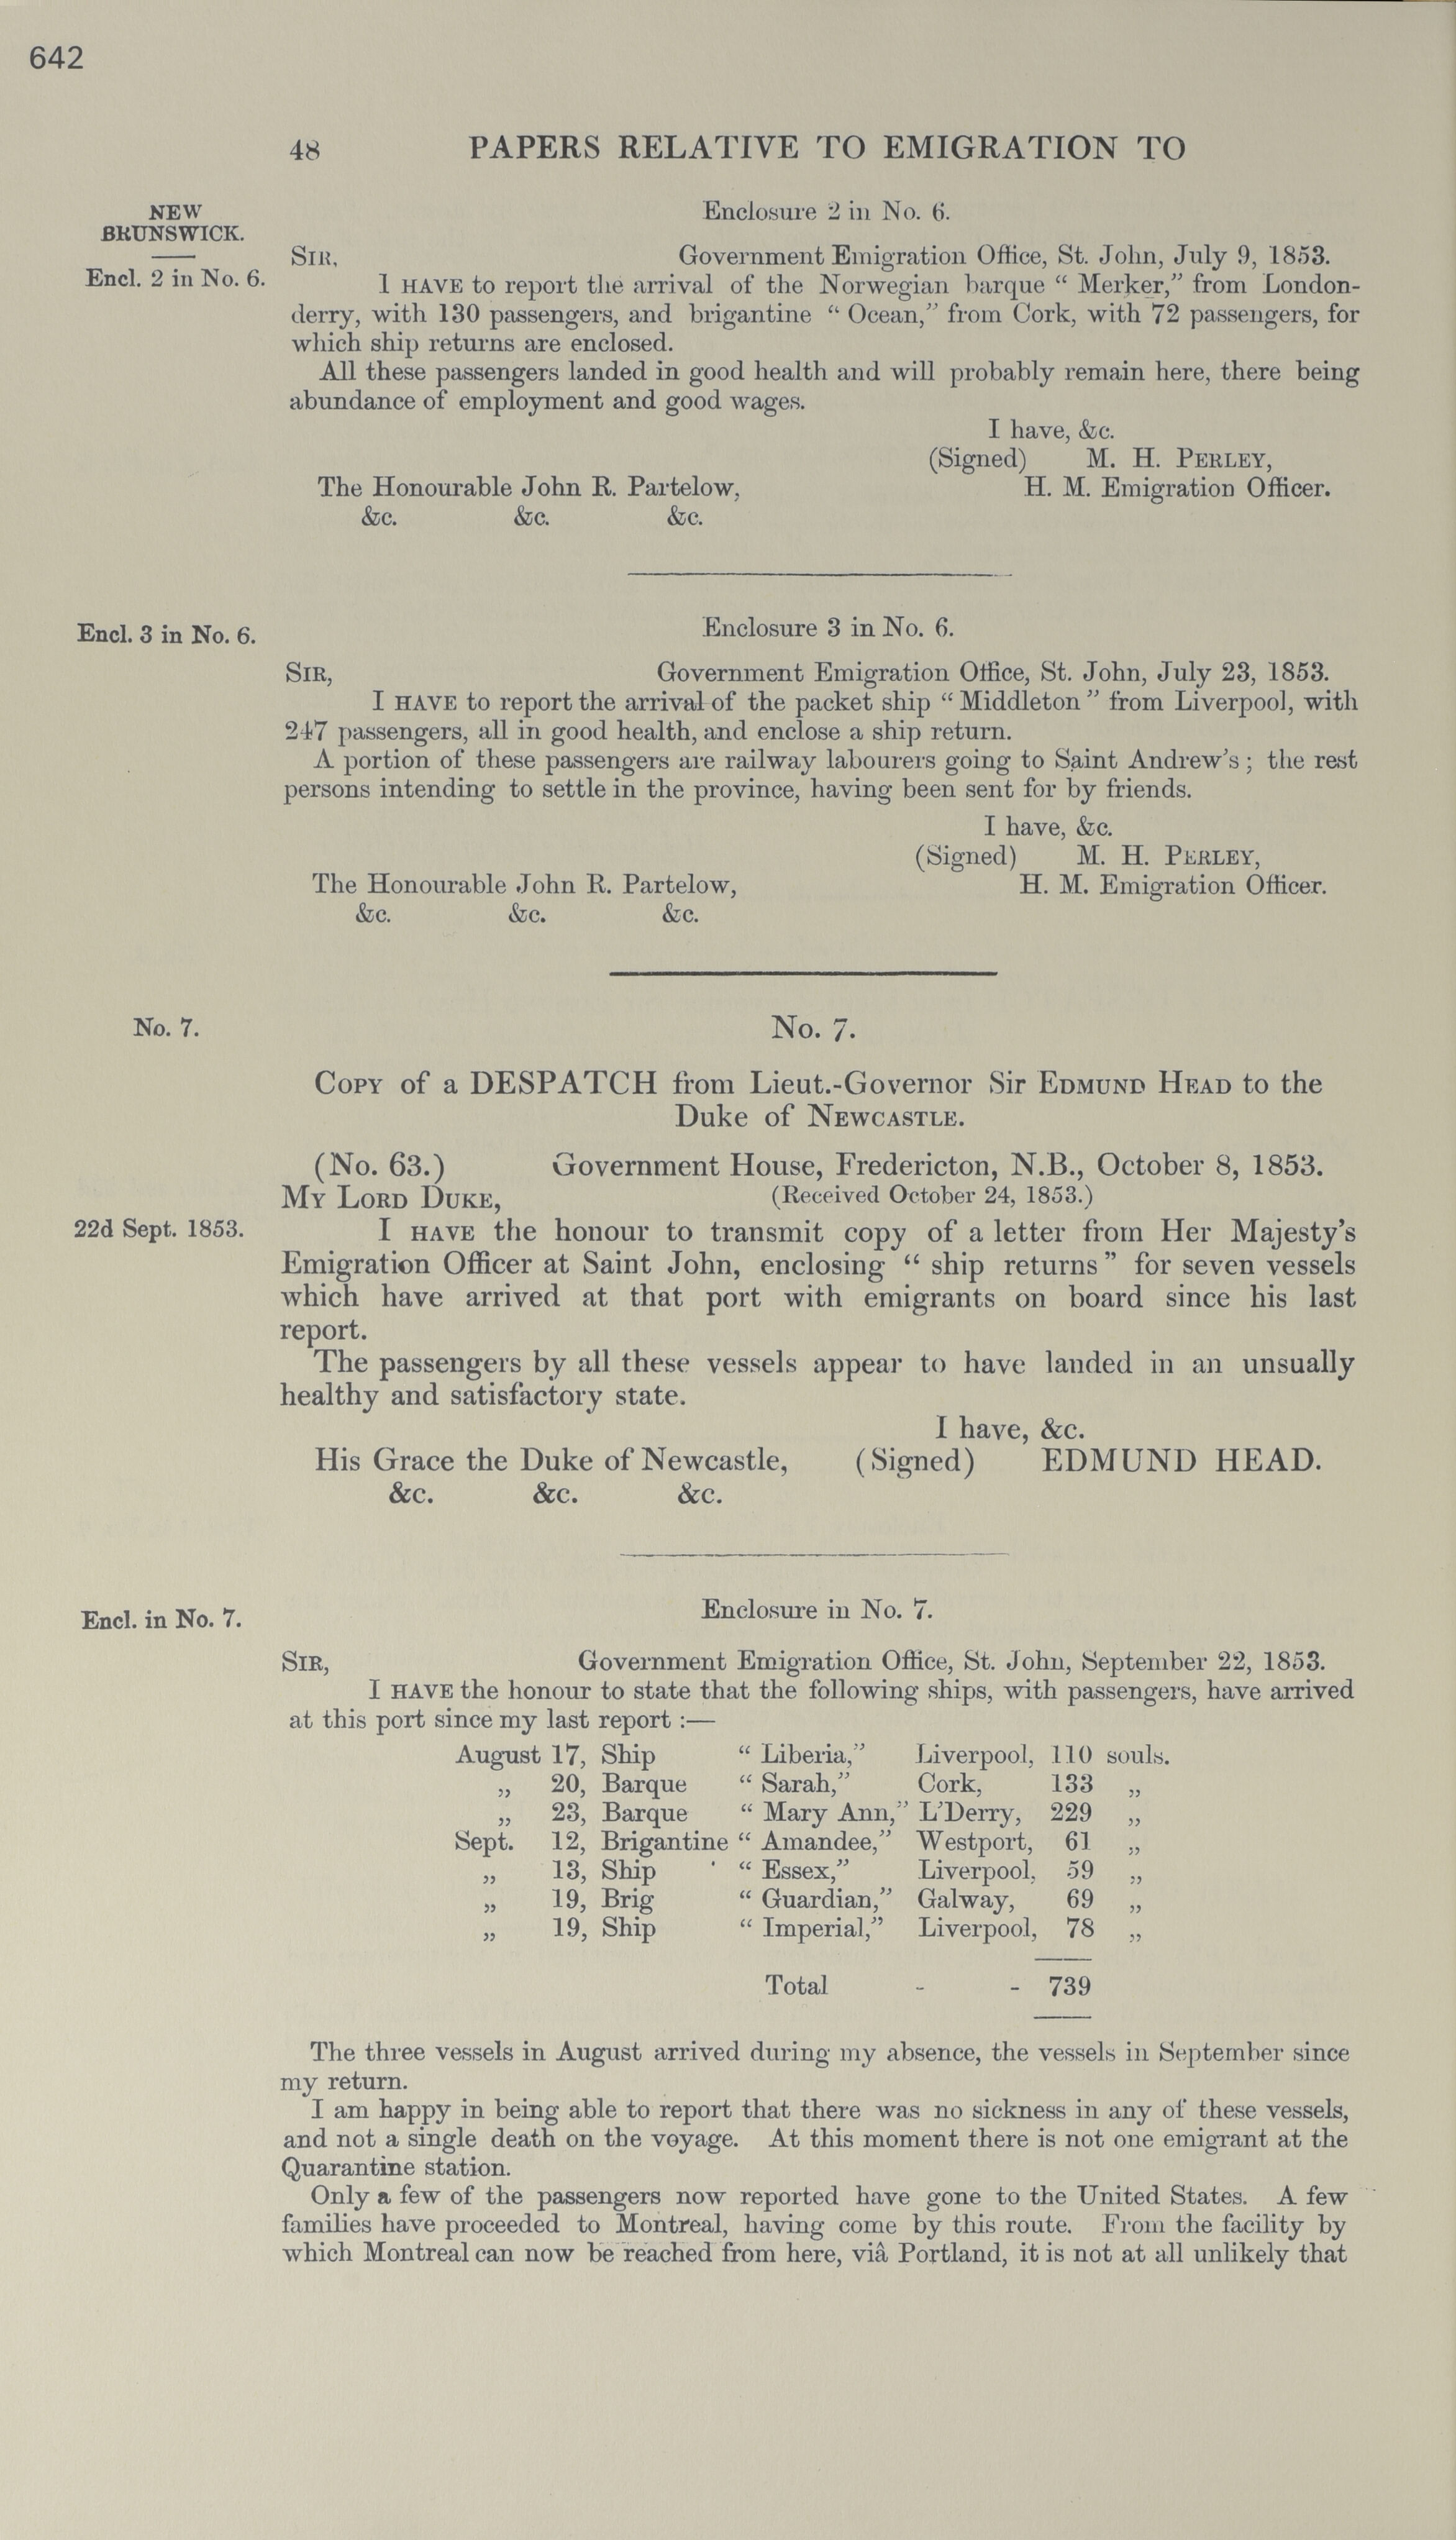 642
48 PAPERS RELATIVE TO EMIGRATION TO
NEW
BRUNSWICK.
Encl. 2 in No. 6.
Enclosure 2 in No. 6.
SIR, Government Emigration Office, St. John, July 9, 1853.
I HAVE to report the arrival of the Norwegian barque “ Merker,” from London-
derry, with 130 passengers, and brigantine “ Ocean,” from Cork, with 72 passengers, for
which ship returns are enclosed.
All these passengers landed in good health and will probably remain here, there being
abundance of employment and good wages.
I have, &c.
(Signed) M. H. PERLEY,
The Honourable John R. Partelow, H. M. Emigration Officer.
&c. &c. &c.
Encl. 3 in No. 6.
Enclosure 3 in No. 6.
SIR, Government Emigration Office, St. John, July 23, 1853.
I HAVE to report the arrival of the packet ship “ Middleton ” from Liverpool, with
247 passengers, all in good health, and enclose a ship return.
A portion of these passengers are railway labourers going to Saint Andrew’s ; the rest
persons intending to settle in the province, having been sent for by friends.
I have, &c.
(Signed) M. H. PERLEY,
The Honourable John R. Partelow, H. M. Emigration Officer.
&c. &c. &c.
No. 7.
No. 7.
COPY of a DESPATCH from Lieut.-Governor Sir EDMUND HEAD to the
Duke of NEWCASTLE.
(No. 63.) Government House, Fredericton, N.B., October 8, 1853.
MY LORD DUKE, (Received October 24, 1853.)
22d Sept. 1853.
I HAVE the honour to transmit copy of a letter from Her Majesty’s
Emigration Officer at Saint John, enclosing “ ship returns ” for seven vessels
which have arrived at that port with emigrants on board since his last
report.
The passengers by all these vessels appear to have landed in an unsually
healthy and satisfactory state.
I have, &c.
His Grace the Duke of Newcastle, (Signed) EDMUND HEAD.
&c. &c. &c.
Encl. in No. 7.
Enclosure in No. 7.
SIR, Government Emigration Office, St. John, September 22, 1853.
I HAVE the honour to state that the following ships, with passengers, have arrived
at this port since my last report :—
August 17, Ship “ Liberia,” Liverpool, 110 souls.
„ 20, Barque “ Sarah,” Cork, 133 „
„ 23, Barque “ Mary Ann,” L’Derry, 229 „
Sept. 12, Brigantine “ Amandee,” Westport, 61 „
„ 13, Ship “ Essex,” Liverpool, 59 „
„ 19, Brig “ Guardian,” Galway, 69 „
„ 19, Ship “ Imperial,” Liverpool, 78 „
Total - - 739
The three vessels in August arrived during my absence, the vessels in September since
my return.
I am happy in being able to report that there was no sickness in any of these vessels,
and not a single death on the voyage. At this moment there is not one emigrant at the
Quarantine station.
Only a few of the passengers now reported have gone to the United States. A few
families have proceeded to Montreal, having come by this route. From the facility by
which Montreal can now be reached from here, viâ Portland, it is not at all unlikely that